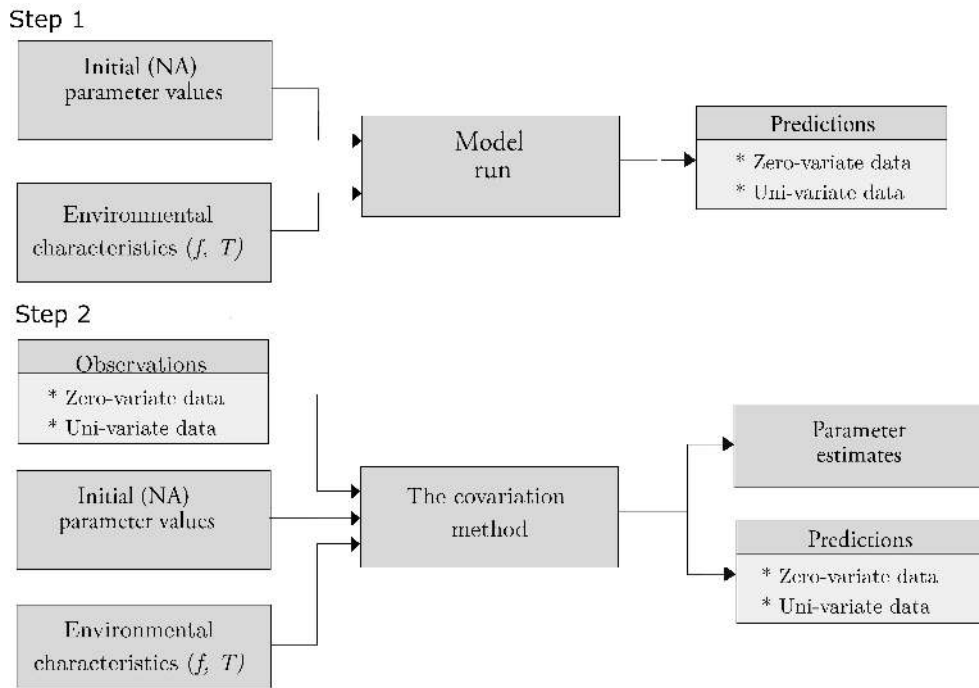 Step 1
Initial (NA)
parameter values
Environmental
characteristics (f, T)
Model
run
Predictions
* Zero-variate data
* Uni-variate data
Step 2
Observations
* Zero-variate data
* Uni-variate data
Initial (NA)
parameter values
Environmental
characteristics (f, T)
The covariation
method
Parameter
estimates
Predictions
* Zero-variate data
* Uni-variate data